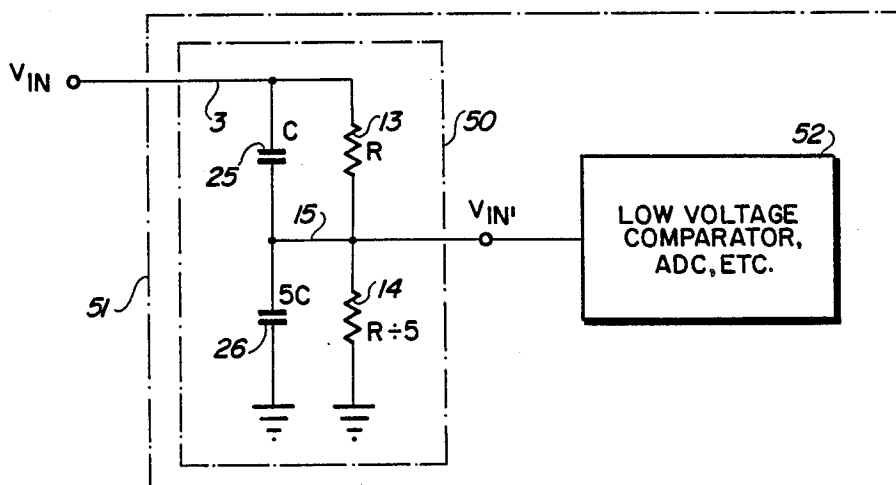 V_IN
3
C
25
13
R
50
52
15
V_IN'
LOW VOLTAGE
COMPARATOR,
ADC, ETC.
51
5C
26
14
R÷5